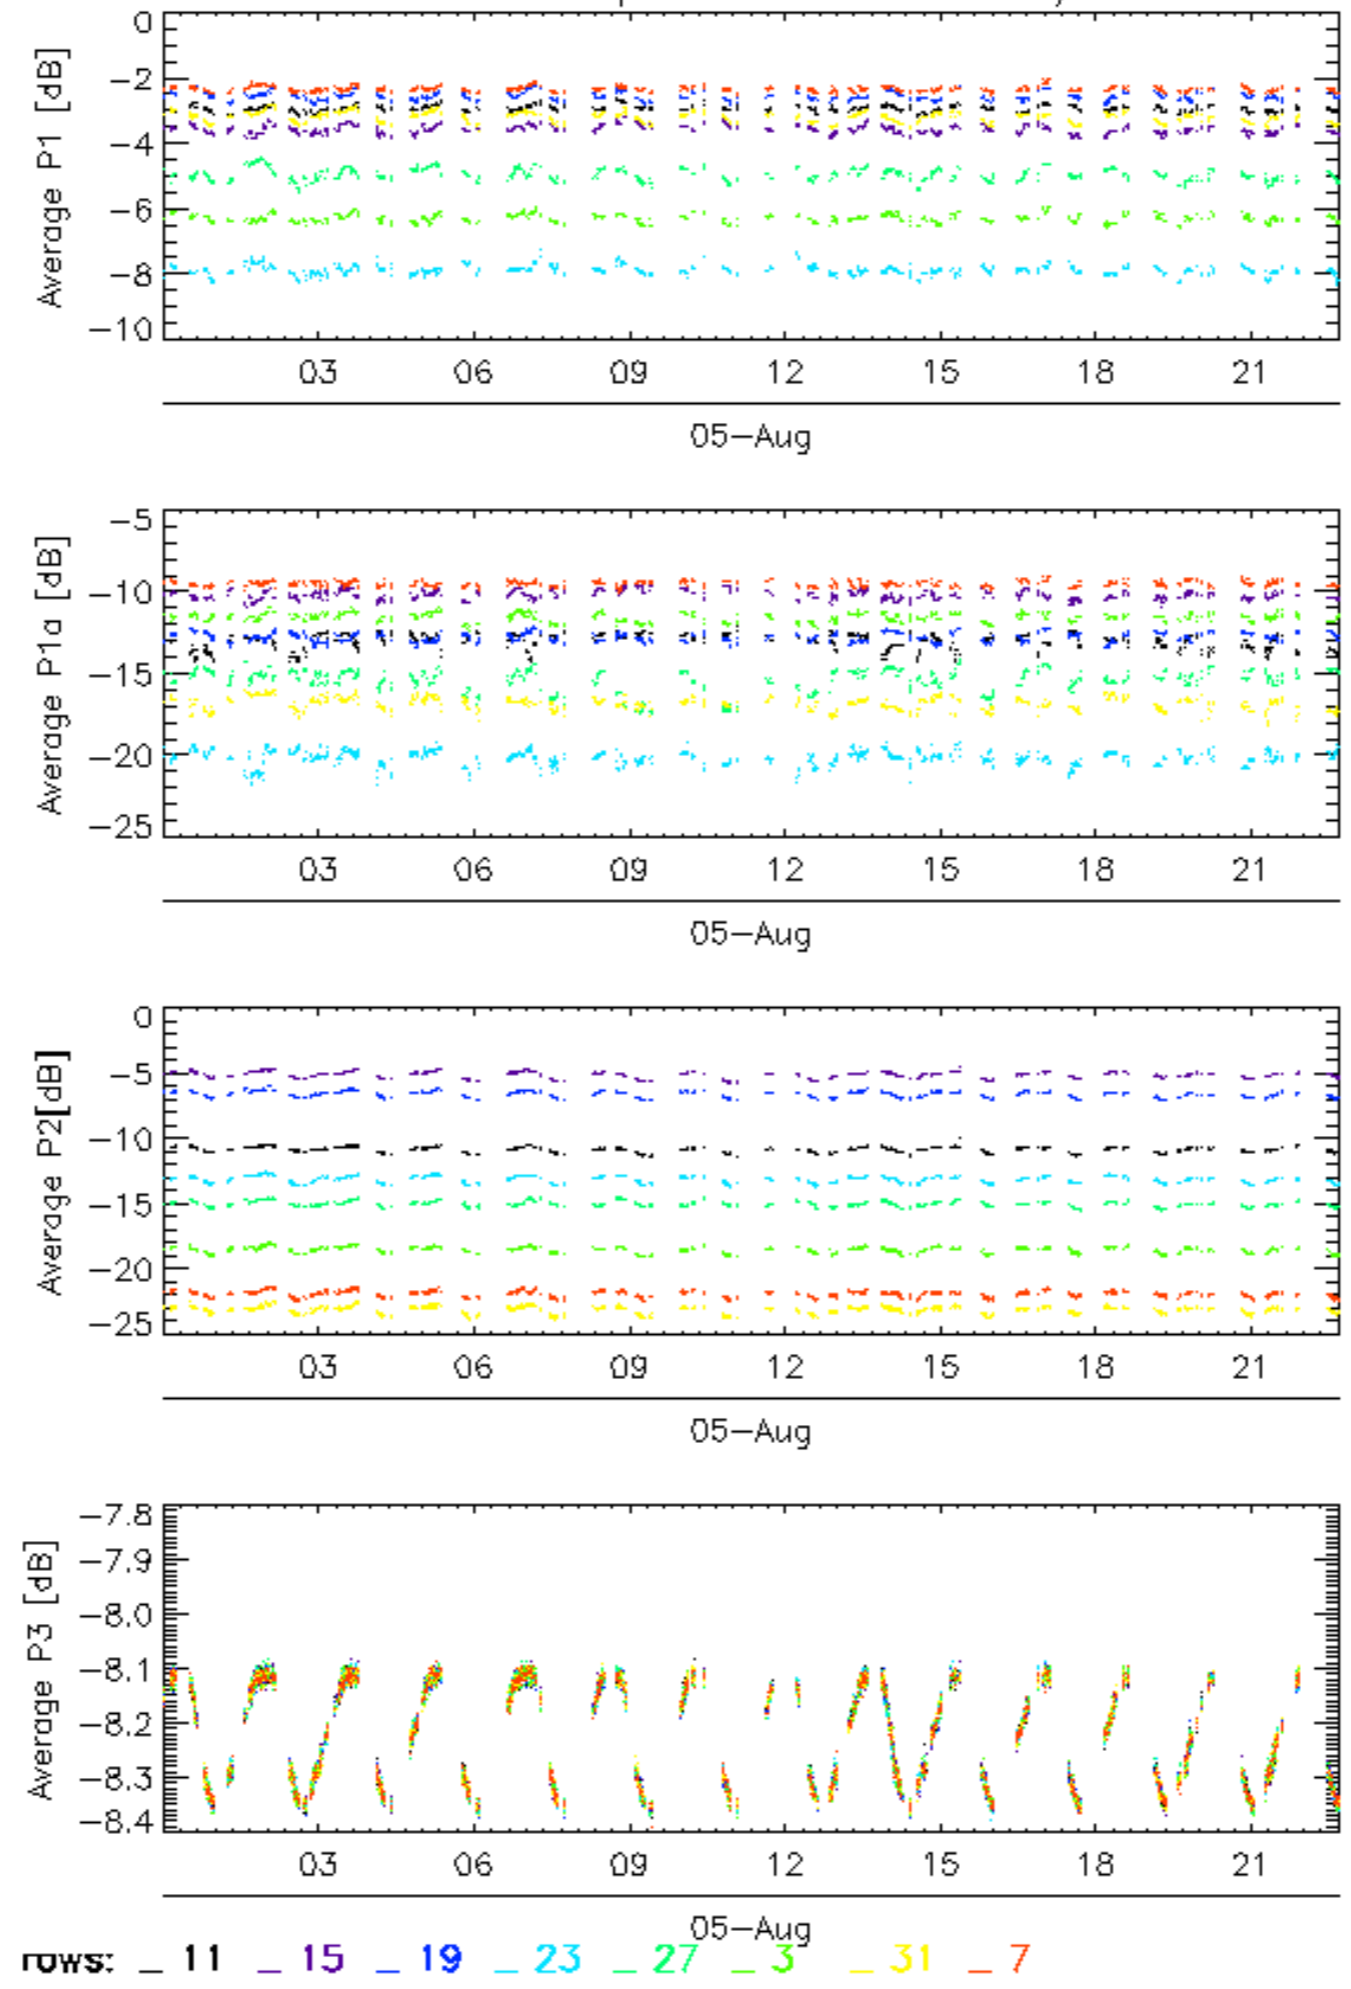 0
−2
−4
−6
−8
−10
Average P1 [dB]
03 06 09 12 15 18 21
05−Aug
−5
−10
−15
−20
−25
Average P1a [dB]
03 06 09 12 15 18 21
05−Aug
0
−5
−10
−15
−20
−25
Average P2[dB]
03 06 09 12 15 18 21
05−Aug
−7.8
−7.9
−8.0
−8.1
−8.2
−8.3
−8.4
Average P3 [dB]
03 06 09 12 15 18 21
05−Aug
rows: _ 11 _ 15 _ 19 _ 23 _ 27 _ 3 _ 31 _ 7